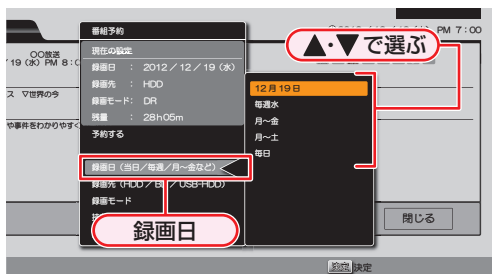 番組予約
PM 7:00
▲・▼で選ぶ
現在の設定
〇〇放送
19 (水) PM 8:0
録画日 : 2012/12/19 (水)
録画先 : HDD
録画モード: DR
残量 : 28h05m
12月19日
毎週水
月~金
月~土
毎日
ス ▽世界の今
や事件をわかりやすく
予約する
録画日 (当日/毎週/月~金など)
録画先 (HDD/BD/USB-HDD)
録画モード
録画日
閉じる
決定 決定